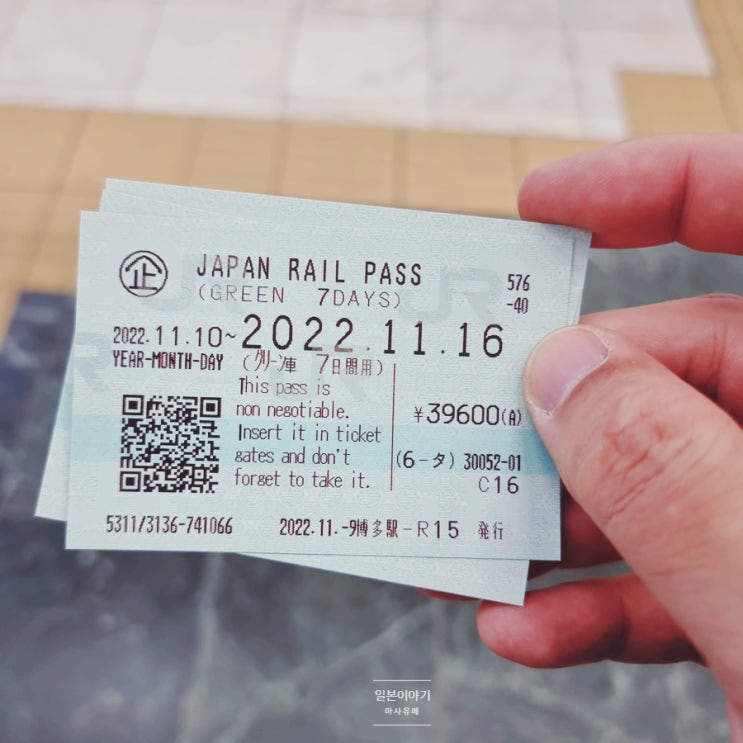 企 JAPAN RAIL PASS
(GREEN 7DAYS)
576
-40
2022.11.10~2022.11.16
YEAR-MONTH-DAY (グリーン車 7日間用)
This pass is
non negotiable.
Insert it in ticket
gates and don't
forget to take it.
¥39600(A)
(6-タ) 30052-01
C16
5311/3136-741066
2022.11.-9博多駅-R15 発行
일본이야기
마사유메